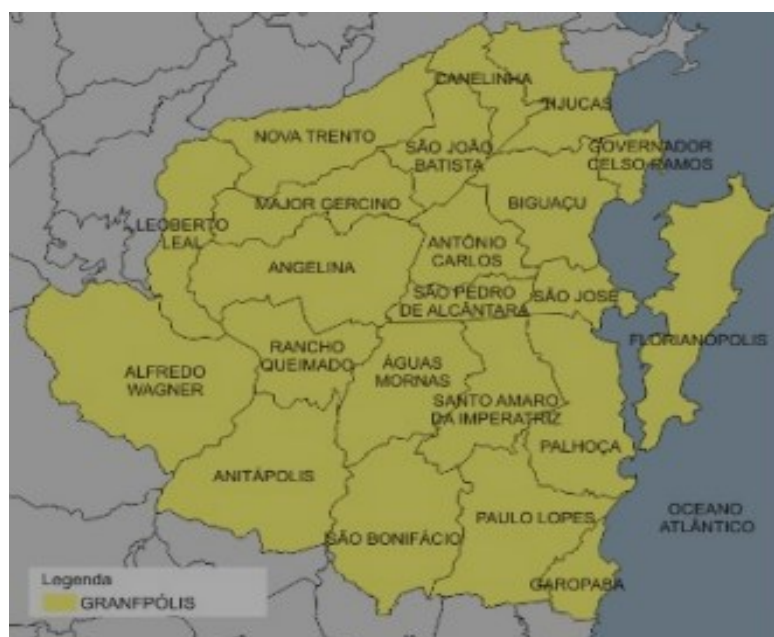 CANELINHA
TIJUCAS
NOVA TRENTO
SÃO JOÃO
BATISTA
GOVERNADOR
CELSO RAMOS
MAJOR GERCINO
BIGUAÇU
LEOBERTO
LEAL
ANTÔNIO
CARLOS
ANGELINA
SÃO PEDRO
DE ALCÂNTARA
SÃO JOSÉ
FLORIANÓPOLIS
RANCHO
QUEIMADO
ÁGUAS
MORNAS
ALFREDO
WAGNER
SANTO AMARO
DA IMPERATRIZ
PALHOÇA
ANITÁPOLIS
PAULO LOPES
OCEANO
ATLÂNTICO
SÃO BONIFÁCIO
GAROPABA
Legenda
GRANFPÓLIS